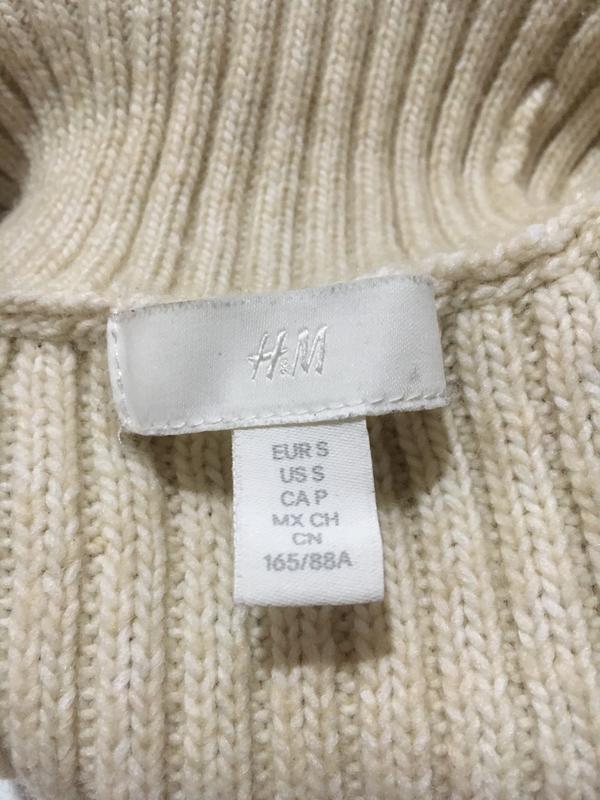 H&M
EUR S
US S
CA P
MX CH
CN
165/88A